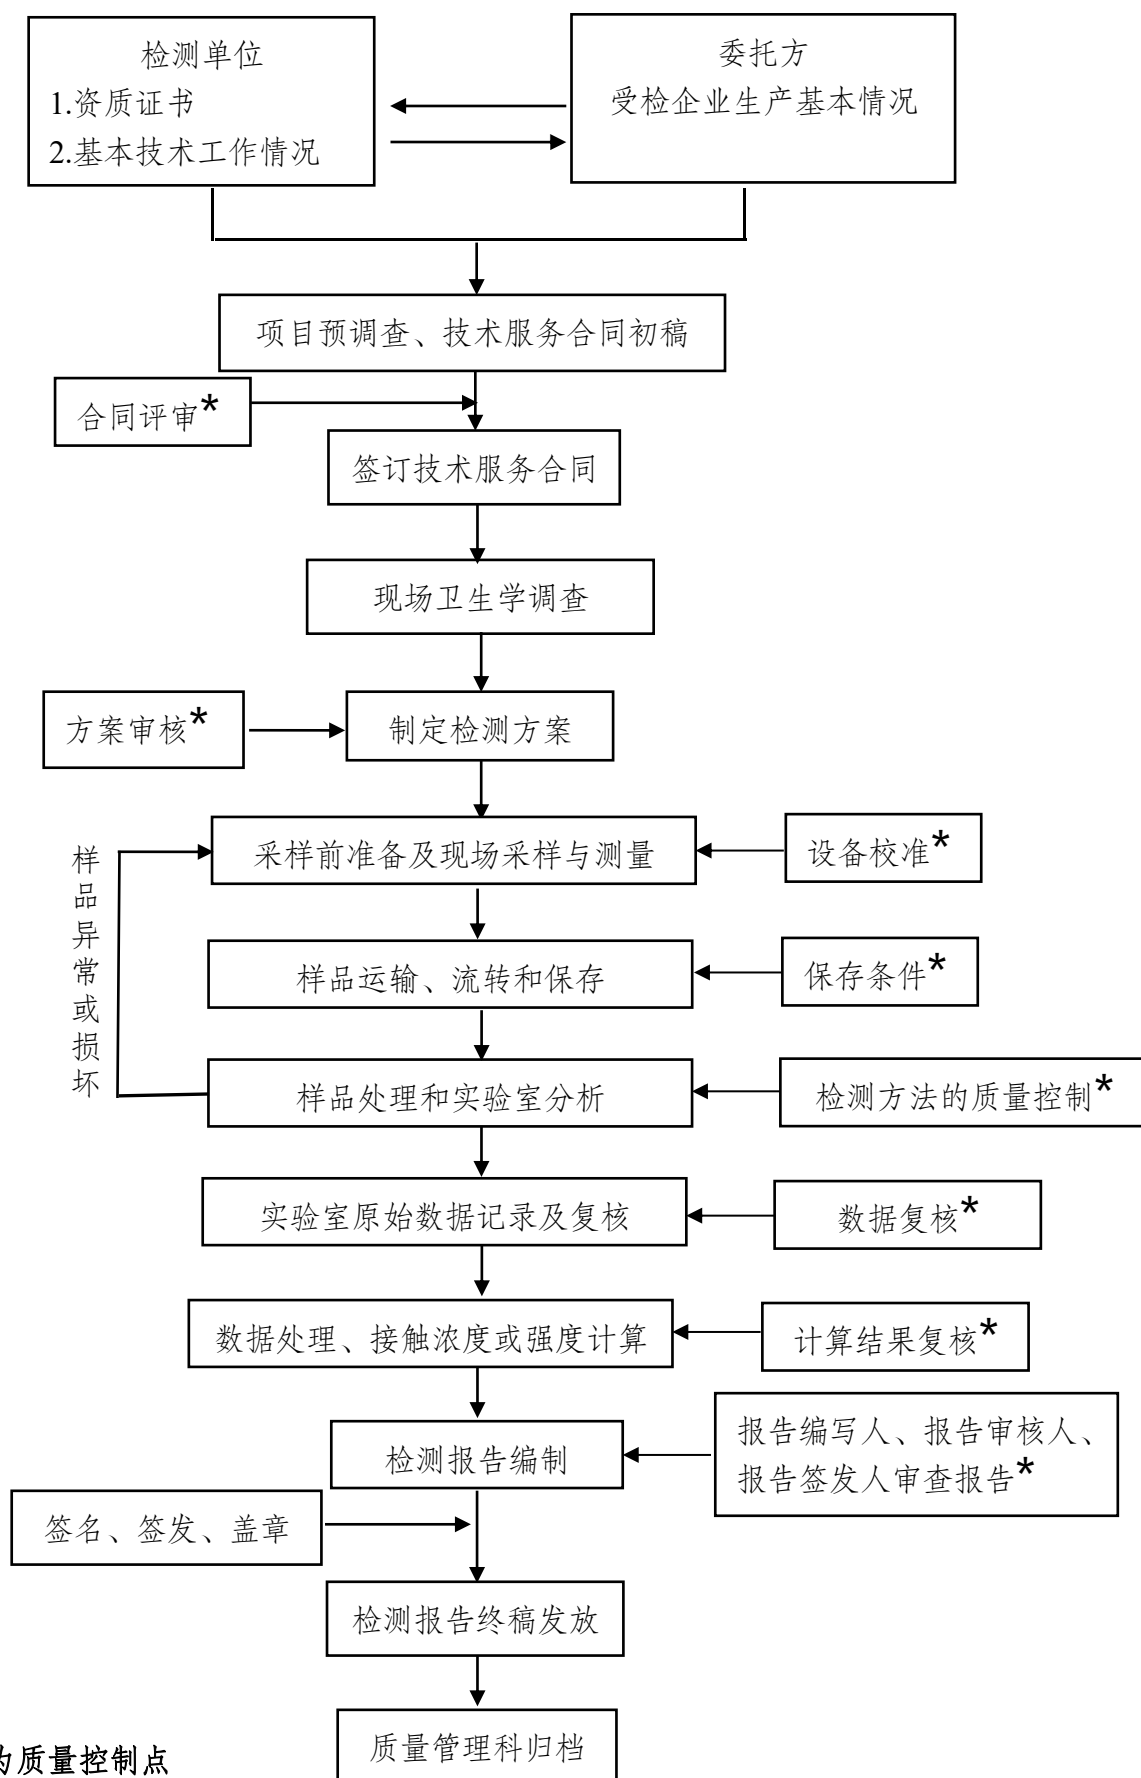 检测单位
1.资质证书
2.基本技术工作情况
委托方
受检企业生产基本情况
项目预调查、技术服务合同初稿
合同评审*
签订技术服务合同
现场卫生学调查
方案审核*
制定检测方案
样品异常或损坏
采样前准备及现场采样与测量
设备校准*
样品运输、流转和保存
保存条件*
样品处理和实验室分析
检测方法的质量控制*
实验室原始数据记录及复核
数据复核*
数据处理、接触浓度或强度计算
计算结果复核*
检测报告编制
报告编写人、报告审核人、
报告签发人审查报告*
签名、签发、盖章
检测报告终稿发放
质量管理科归档
为质量控制点